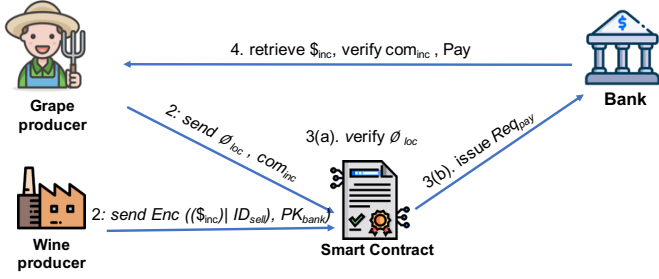 4. retrieve $inc, verify cominc , Pay
Grape
producer
Bank
2: send ∅loc , cominc
3(a). verify ∅ loc
3(b). issue Reqpay
2: send Enc (($inc)| IDsell), PKbank)
Wine
producer
Smart Contract